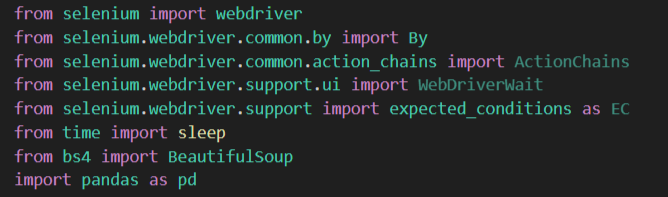 from selenium import webdriver
from selenium.webdriver.common.by import By
from selenium.webdriver.common.action_chains import ActionChains
from selenium.webdriver.support.ui import WebDriverWait
from selenium.webdriver.support import expected_conditions as EC
from time import sleep
from bs4 import BeautifulSoup
import pandas as pd